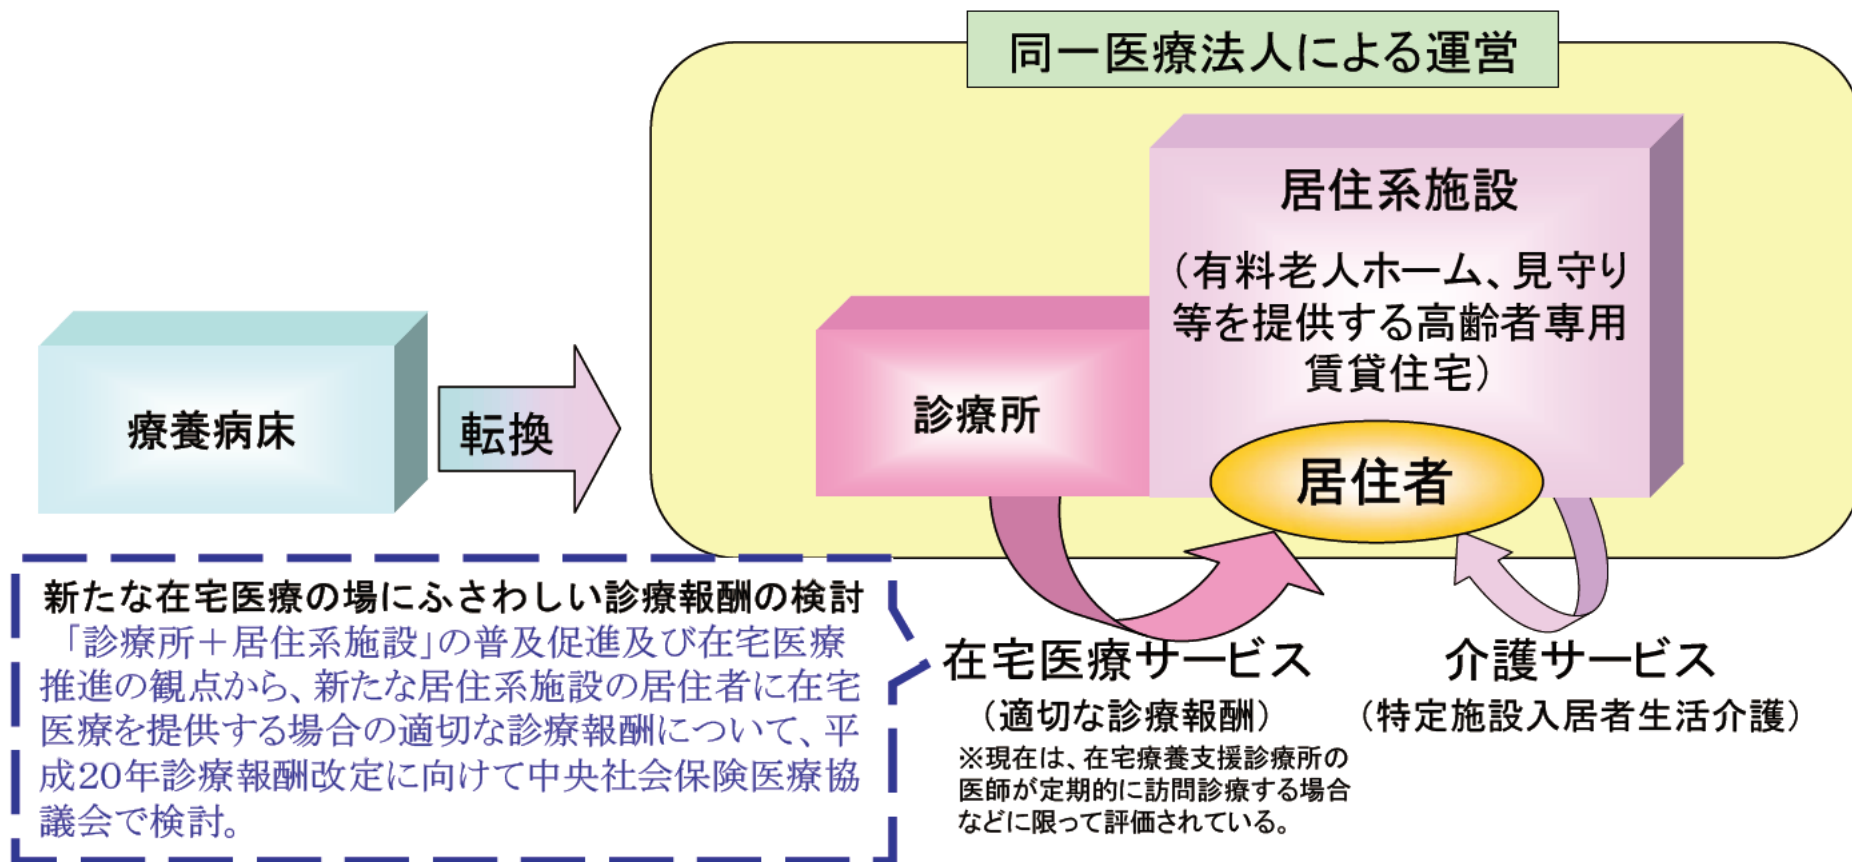 同一医療法人による運営
居住系施設
（有料老人ホーム、見守り
等を提供する高齢者専用
賃貸住宅）
療養病床
転換
診療所
居住者
新たな在宅医療の場にふさわしい診療報酬の検討
「診療所＋居住系施設」の普及促進及び在宅医療
推進の観点から、新たな居住系施設の居住者に在宅
医療を提供する場合の適切な診療報酬について、平
成20年診療報酬改定に向けて中央社会保険医療協
議会で検討。
在宅医療サービス
（適切な診療報酬）
※現在は、在宅療養支援診療所の
医師が定期的に訪問診療する場合
などに限って評価されている。
介護サービス
（特定施設入居者生活介護）